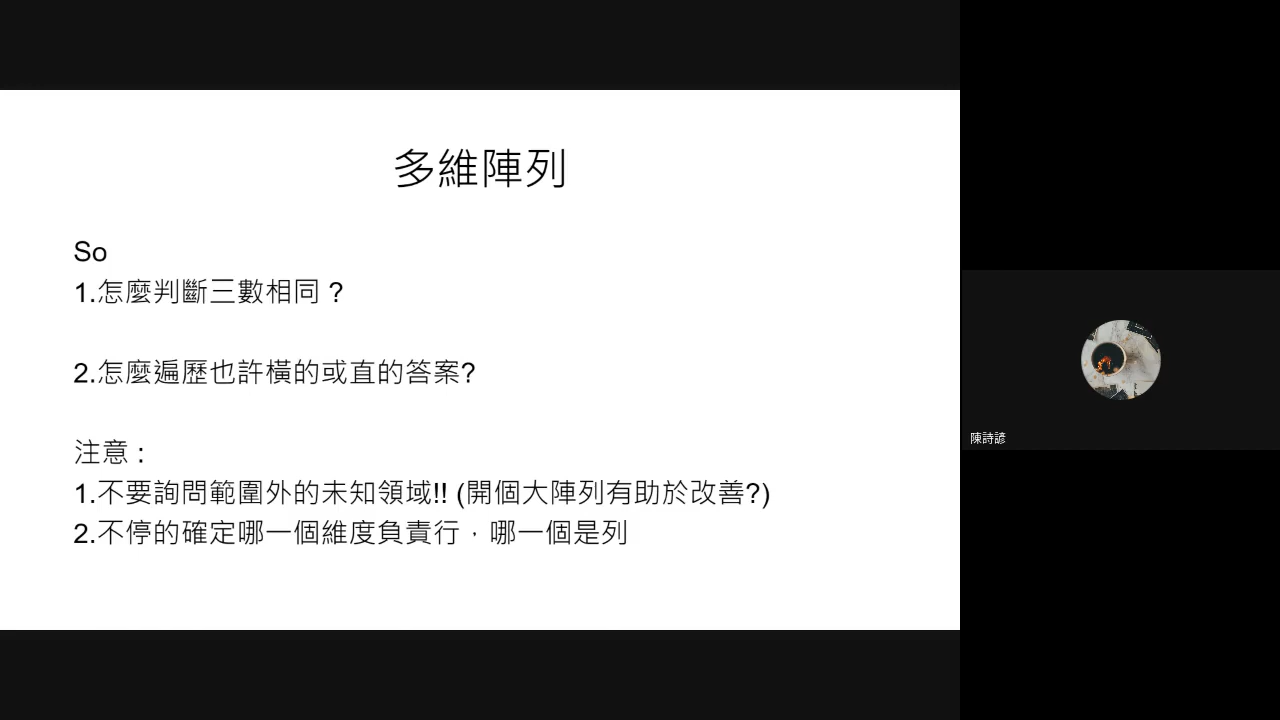 多維陣列
So
1.怎麼判斷三數相同？
2.怎麼遍歷也許橫的或直的答案?
注意：
1.不要詢問範圍外的未知領域!! (開個大陣列有助於改善?)
2.不停的確定哪一個維度負責行，哪一個是列
陳詩諺